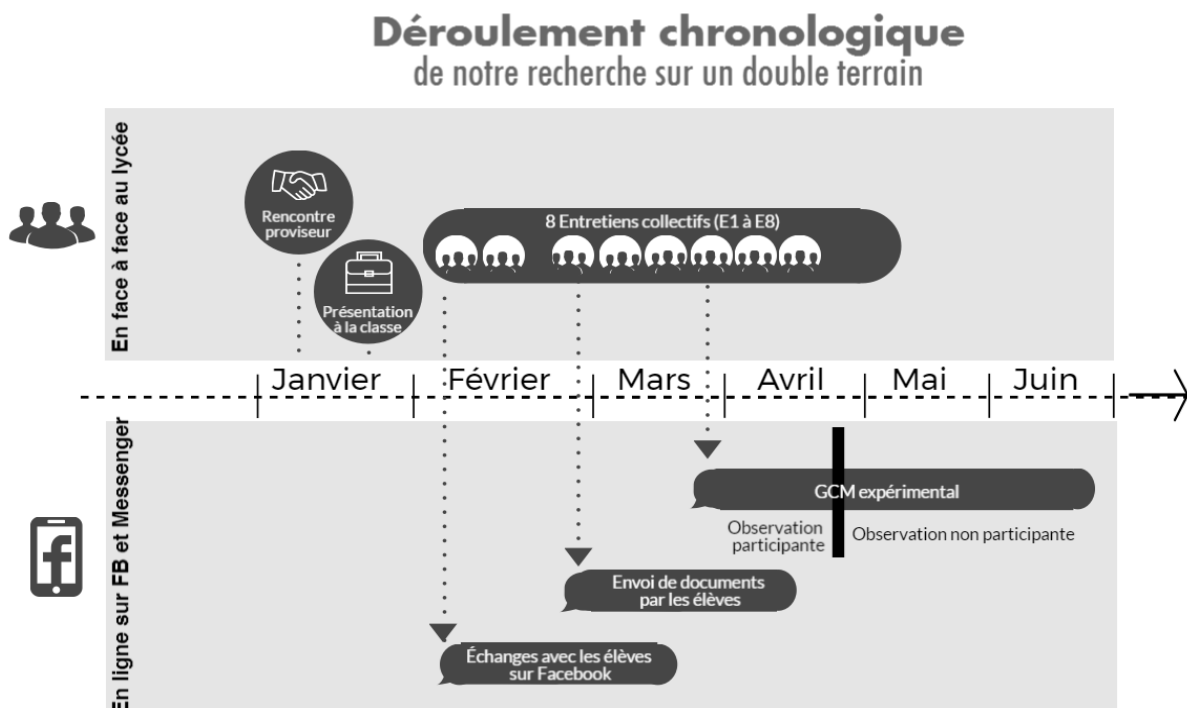 Déroulement chronologique
de notre recherche sur un double terrain
En face à face au lycée
Rencontre
proviseur
Présentation
à la classe
8 Entretiens collectifs (E1 à E8)
Janvier
Février
Mars
Avril
Mai
Juin
En ligne sur FB et Messenger
GCM expérimental
Observation
participante
Observation non participante
Envoi de documents
par les élèves
Échanges avec les élèves
sur Facebook